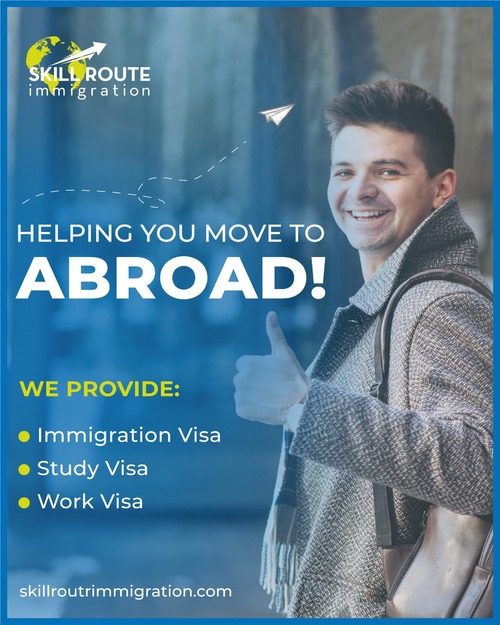 SKILL ROUTE
immigration
HELPING YOU MOVE TO
ABROAD!
WE PROVIDE:
Immigration Visa
Study Visa
Work Visa
skillroutrimmigration.com